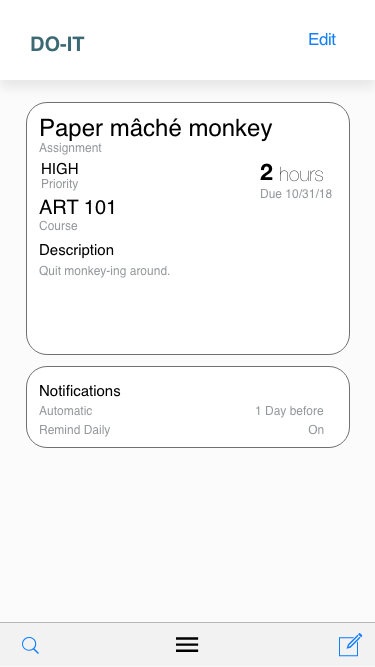 DO-IT
Edit
Paper mâché monkey
Assignment
HIGH
Priority
2 hours
Due 10/31/18
ART 101
Course
Description
Quit monkey-ing around.
Notifications
Automatic
1 Day before
Remind Daily
On